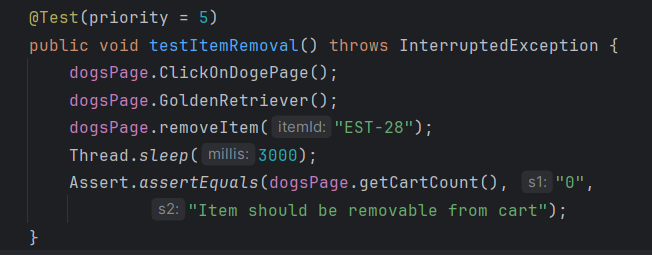 @Test(priority = 5)
public void testItemRemoval() throws InterruptedException {
dogsPage.ClickOnDogePage();
dogsPage.GoldenRetriever();
dogsPage.removeItem( itemId: "EST-28");
Thread.sleep( millis: 3000);
Assert.assertEquals(dogsPage.getCartCount(), s1: "0",
s2: "Item should be removable from cart");
}